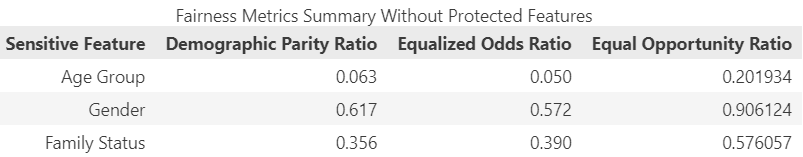 Fairness Metrics Summary Without Protected Features
Sensitive Feature Demographic Parity Ratio Equalized Odds Ratio Equal Opportunity Ratio
Age Group 0.063 0.050 0.201934
Gender 0.617 0.572 0.906124
Family Status 0.356 0.390 0.576057